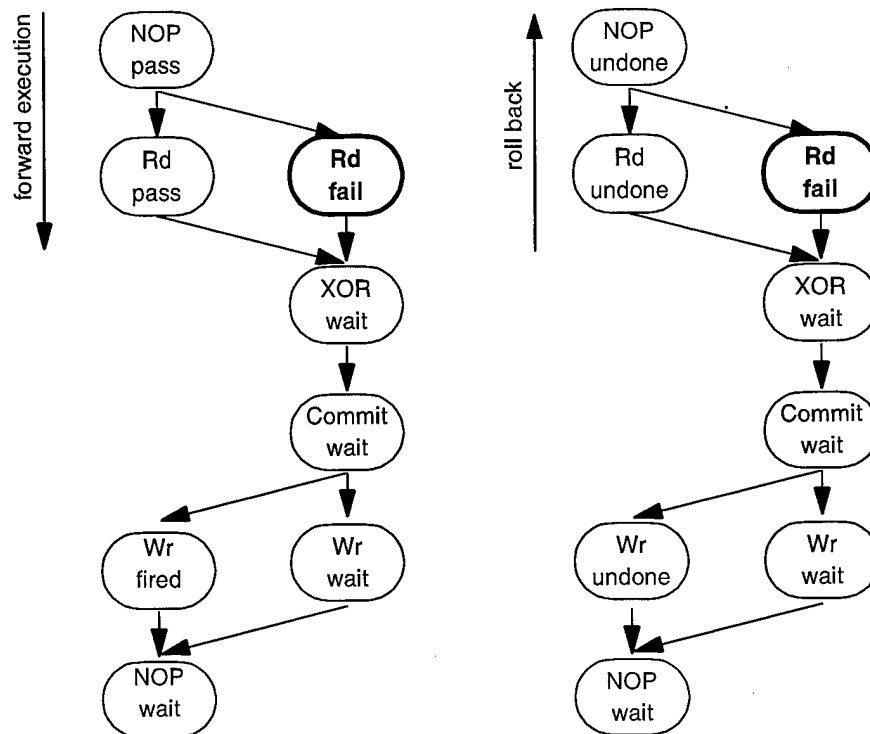 forward execution
NOP
pass
Rd
pass
Rd
fail
XOR
wait
Commit
wait
Wr
fired
Wr
wait
NOP
wait
roll back
NOP
undone
Rd
undone
Rd
fail
XOR
wait
Commit
wait
Wr
undone
Wr
wait
NOP
wait